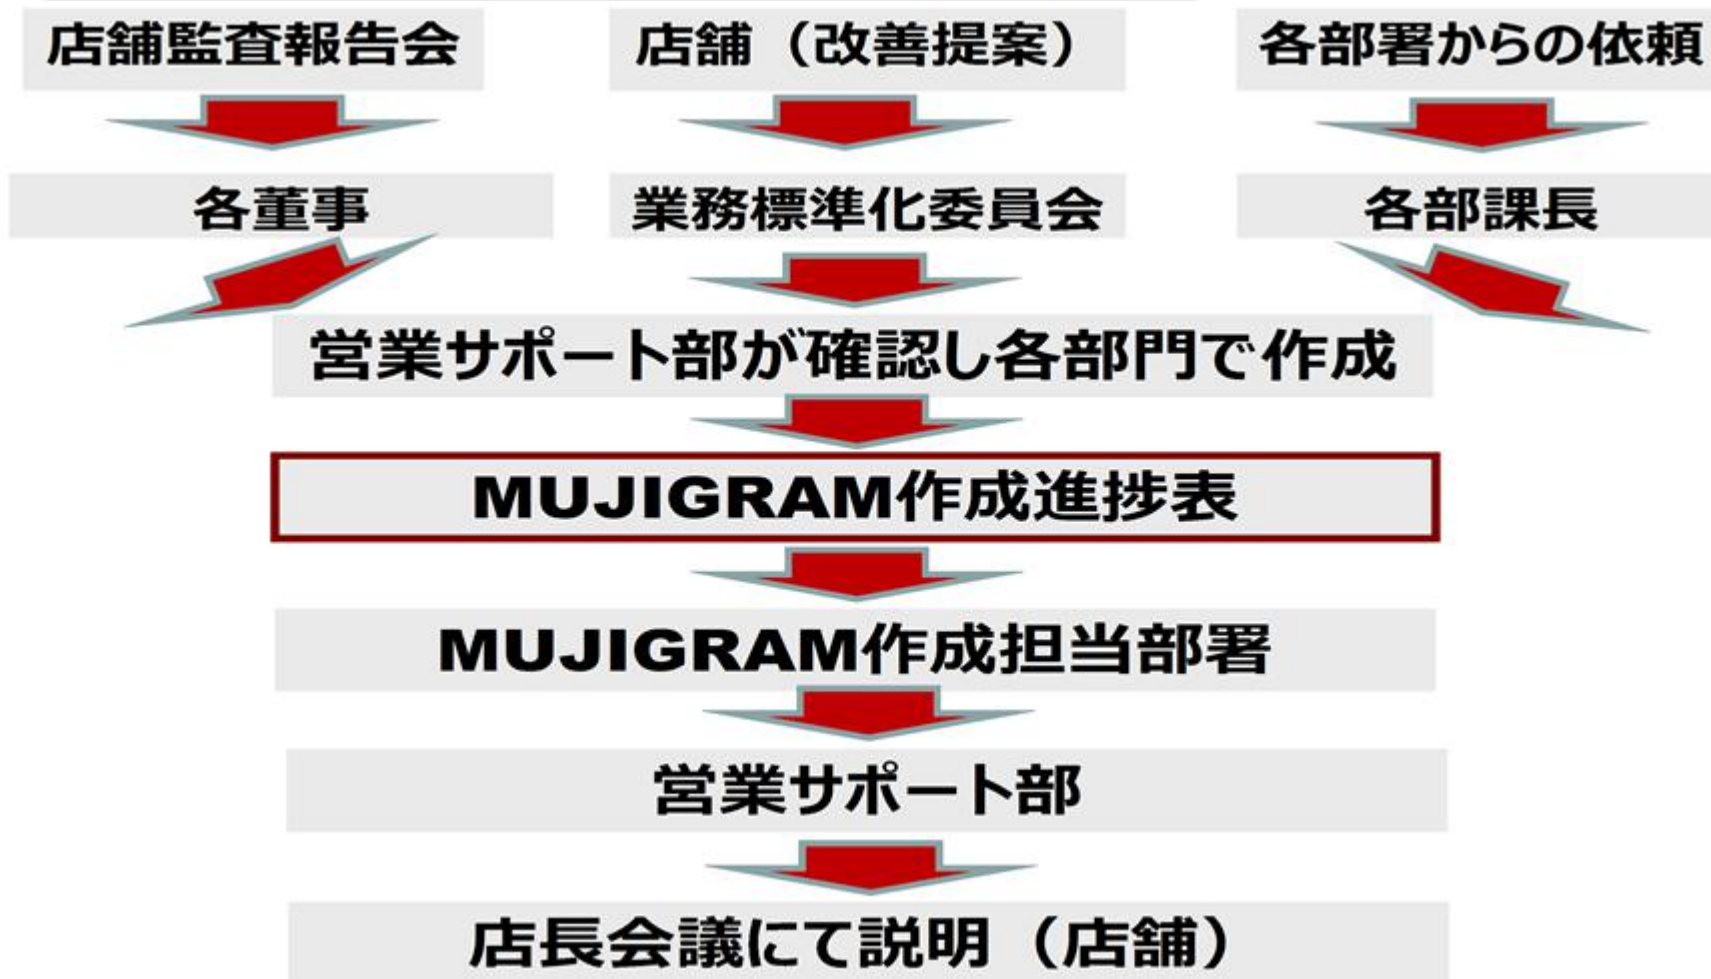 店舗監査報告会
店舗（改善提案）
各部署からの依頼
各董事
業務標準化委員会
各部課長
営業サポート部が確認し各部門で作成
MUJIGRAM作成進捗表
MUJIGRAM作成担当部署
営業サポート部
店長会議にて説明（店舗）